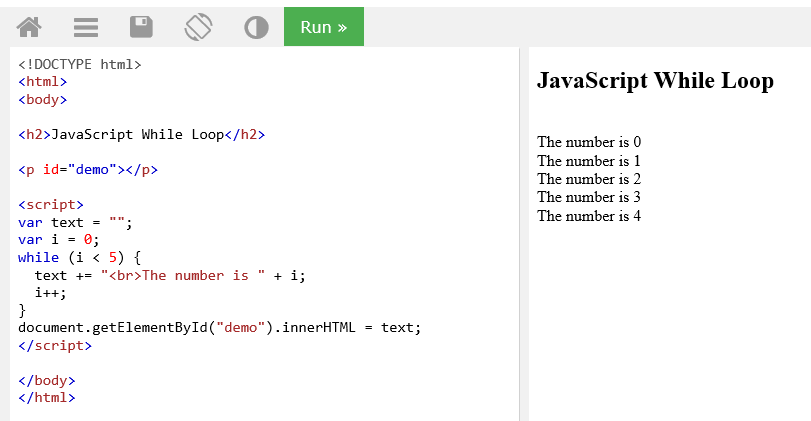 Run »
<!DOCTYPE html>
<html>
<body>
<h2>JavaScript While Loop</h2>
<p id="demo"></p>
<script>
var text = "";
var i = 0;
while (i < 5) {
  text += "<br>The number is " + i;
  i++;
}
document.getElementById("demo").innerHTML = text;
</script>
</body>
</html>
JavaScript While Loop
The number is 0
The number is 1
The number is 2
The number is 3
The number is 4